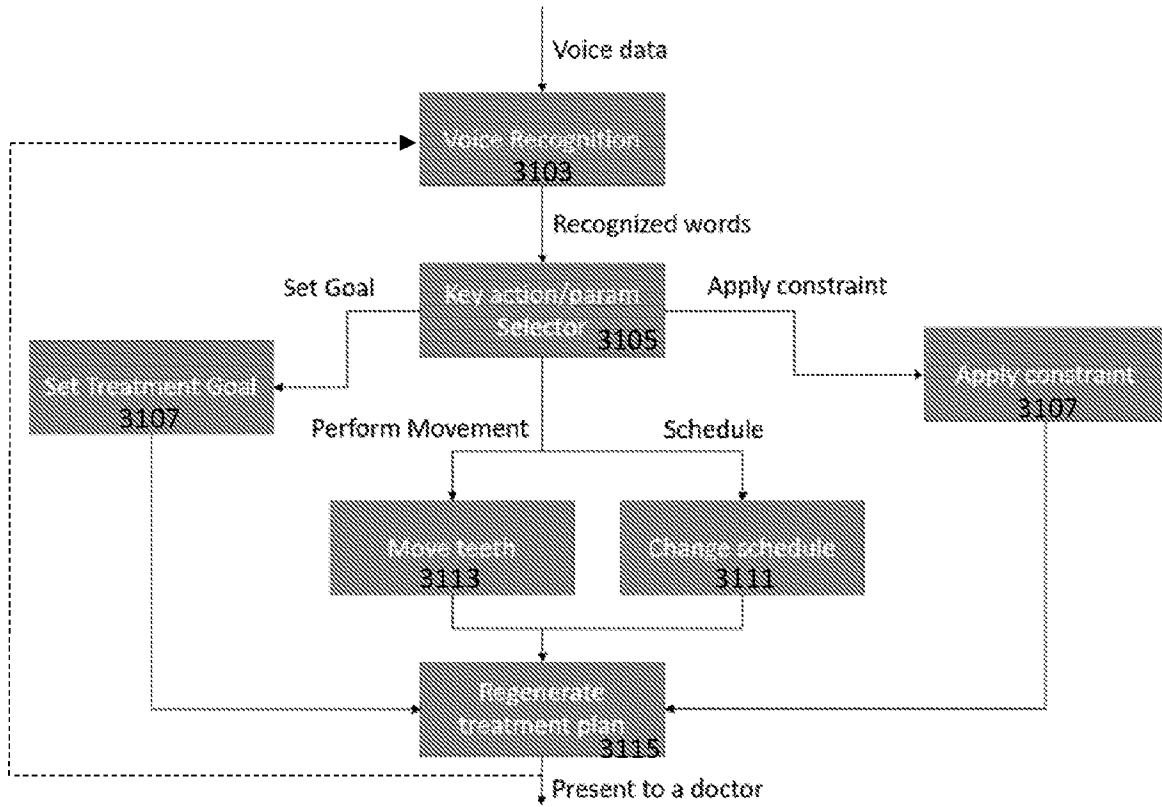 Voice data
Voice Recognition
3103
Recognized words
Set Goal
Key action/param
Selector
3105
Apply constraint
Set Treatment Goal
3107
Apply constraint
3107
Perform Movement
Schedule
Move teeth
3113
Change schedule
3111
Regenerate
treatment plan
3115
Present to a doctor